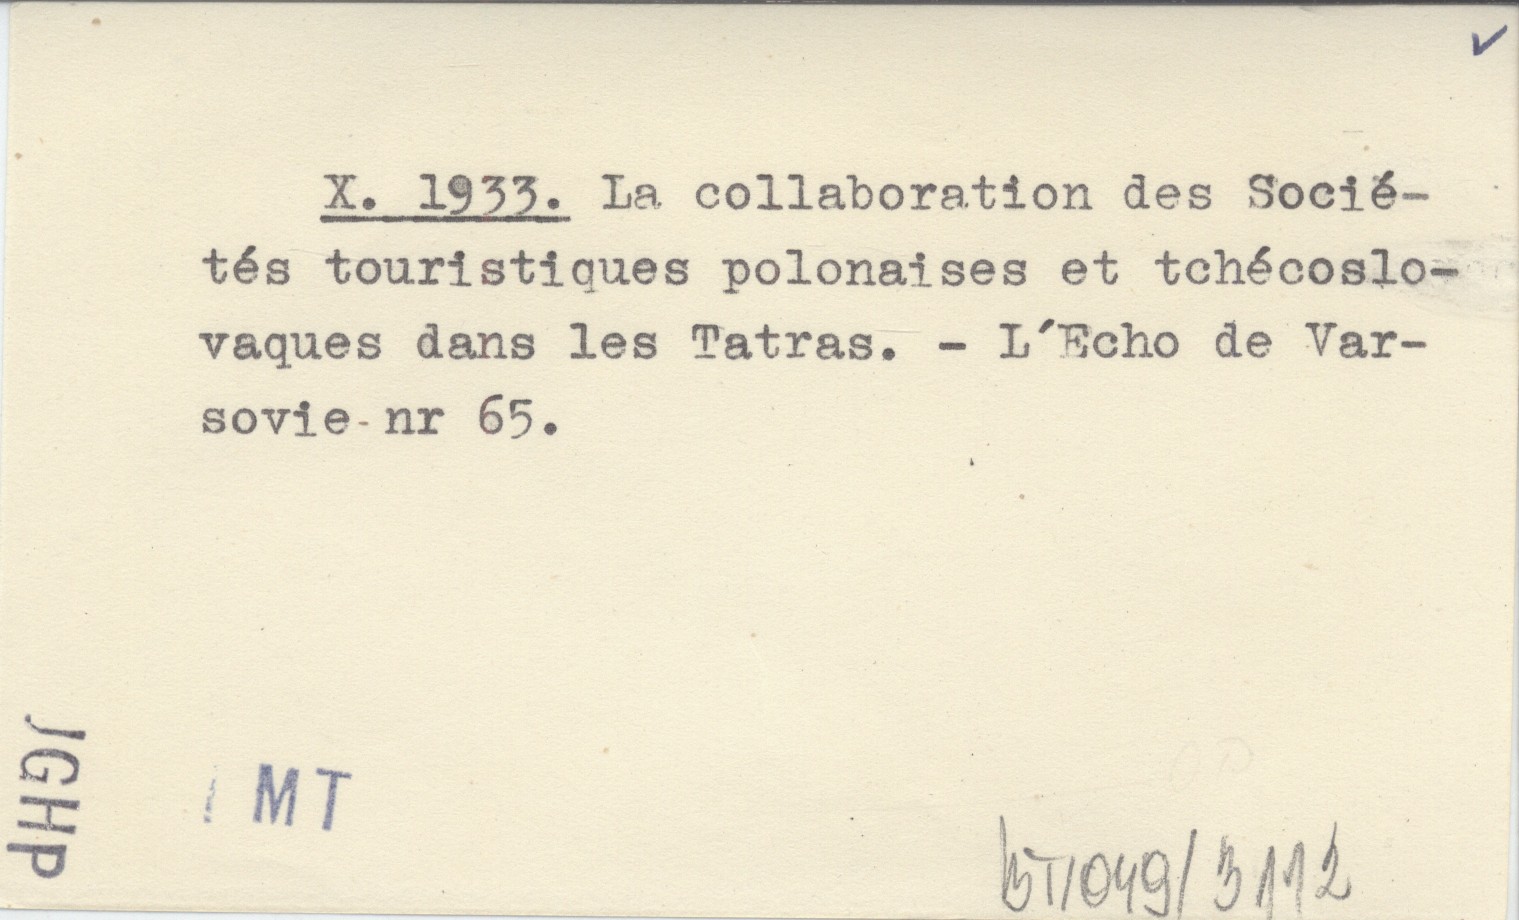 X. 1933. La collaboration des Socié-
tés touristiques polonaises et tchécoslo-
vaques dans les Tatras. - L'Echo de Var-
sovie nr 65.
JGHP
MT
BT/049/3112